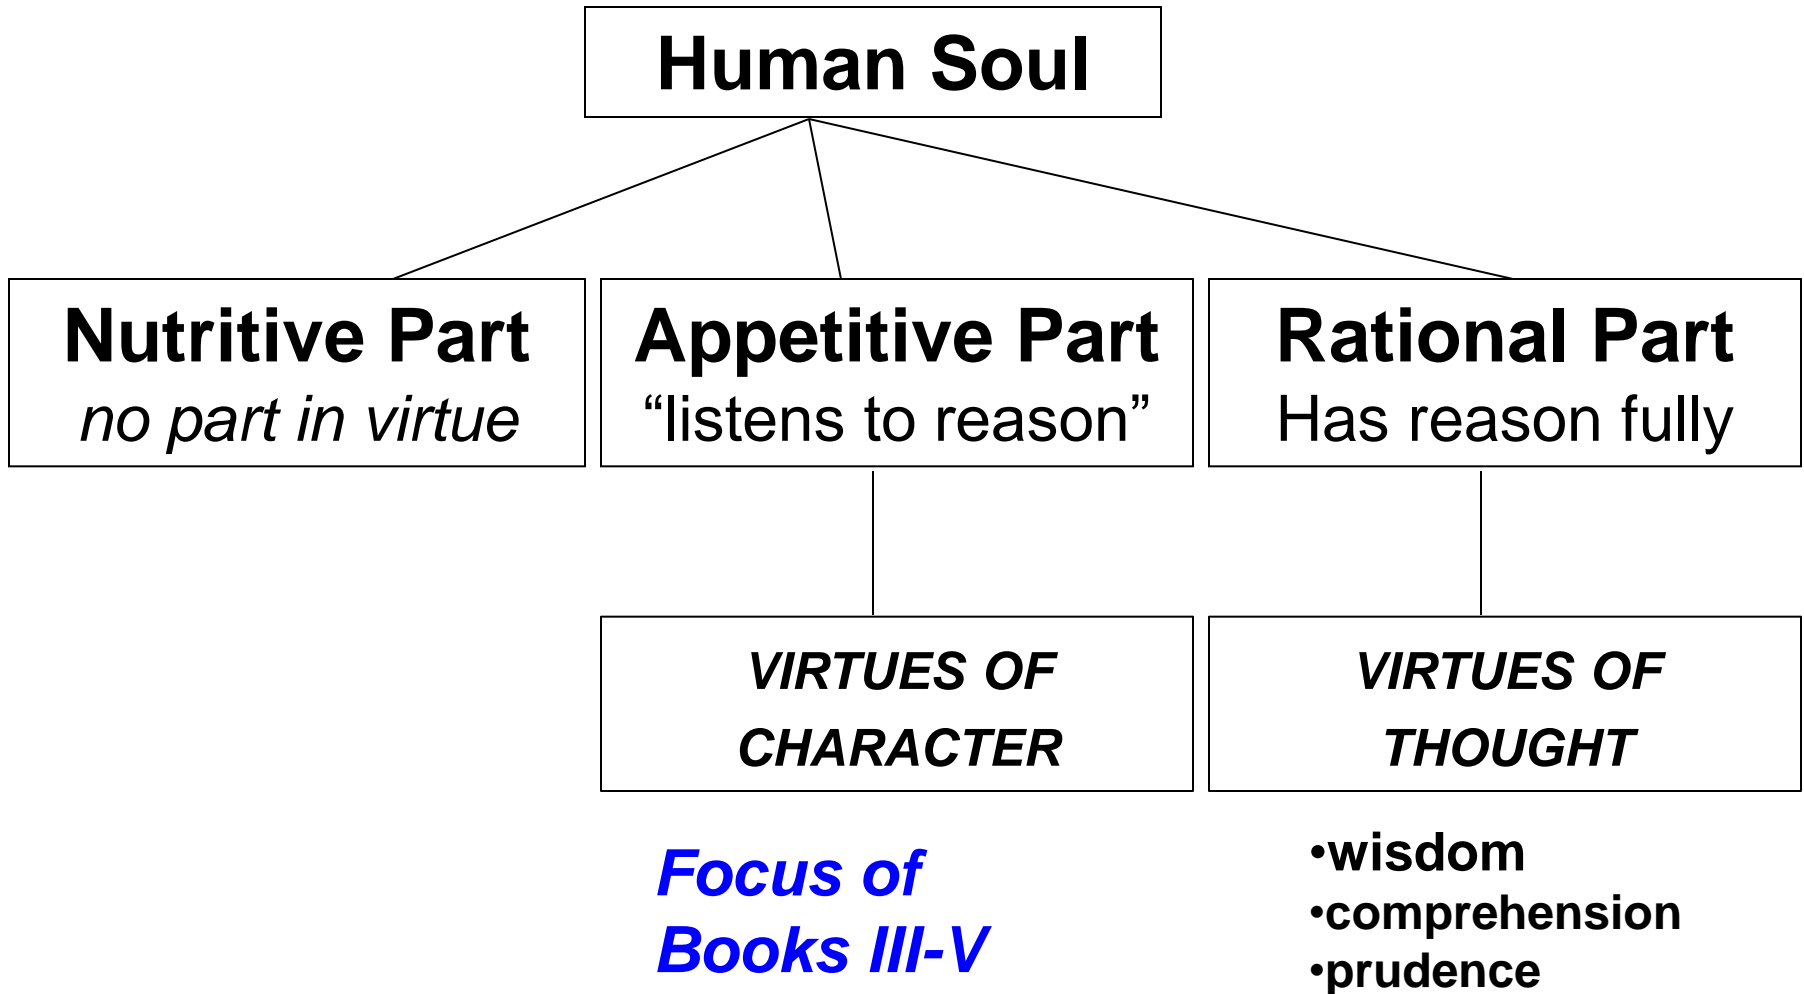 Human Soul
Nutritive Part
no part in virtue
Appetitive Part
“listens to reason”
Rational Part
Has reason fully
VIRTUES OF
CHARACTER
VIRTUES OF
THOUGHT
Focus of
Books III-V
•wisdom
•comprehension
•prudence